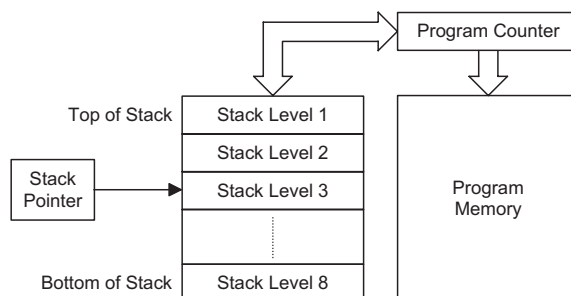 Program Counter
Top of Stack
Stack Level 1
Stack Level 2
Stack
Pointer
Stack Level 3
Program
Memory
Bottom of Stack
Stack Level 8